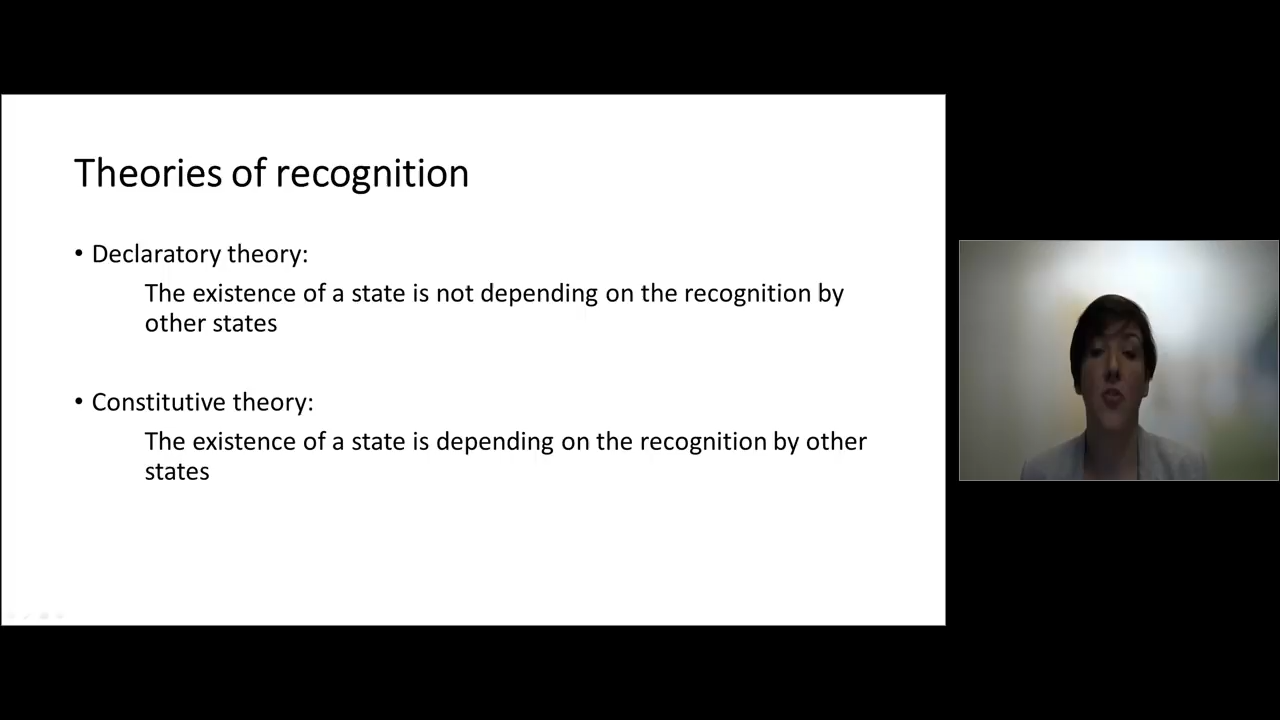 Theories of recognition
• Declaratory theory:
The existence of a state is not depending on the recognition by
other states
• Constitutive theory:
The existence of a state is depending on the recognition by other
states